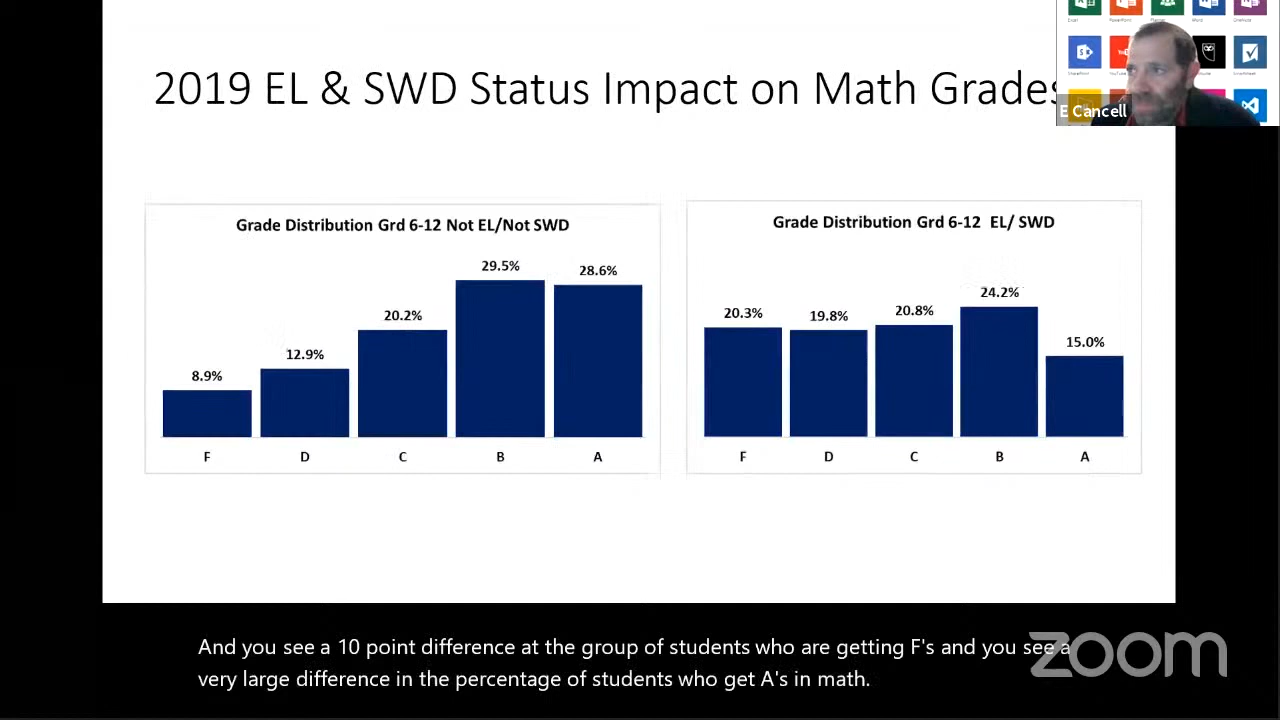 2019 EL & SWD Status Impact on Math Grades
E Cancell
Grade Distribution Grd 6-12 Not EL/Not SWD
8.9%
12.9%
20.2%
29.5%
28.6%
F
D
C
B
A
Grade Distribution Grd 6-12 EL/ SWD
20.3%
19.8%
20.8%
24.2%
15.0%
F
D
C
B
A
And you see a 10 point difference at the group of students who are getting F's and you see a
very large difference in the percentage of students who get A's in math.
zoom